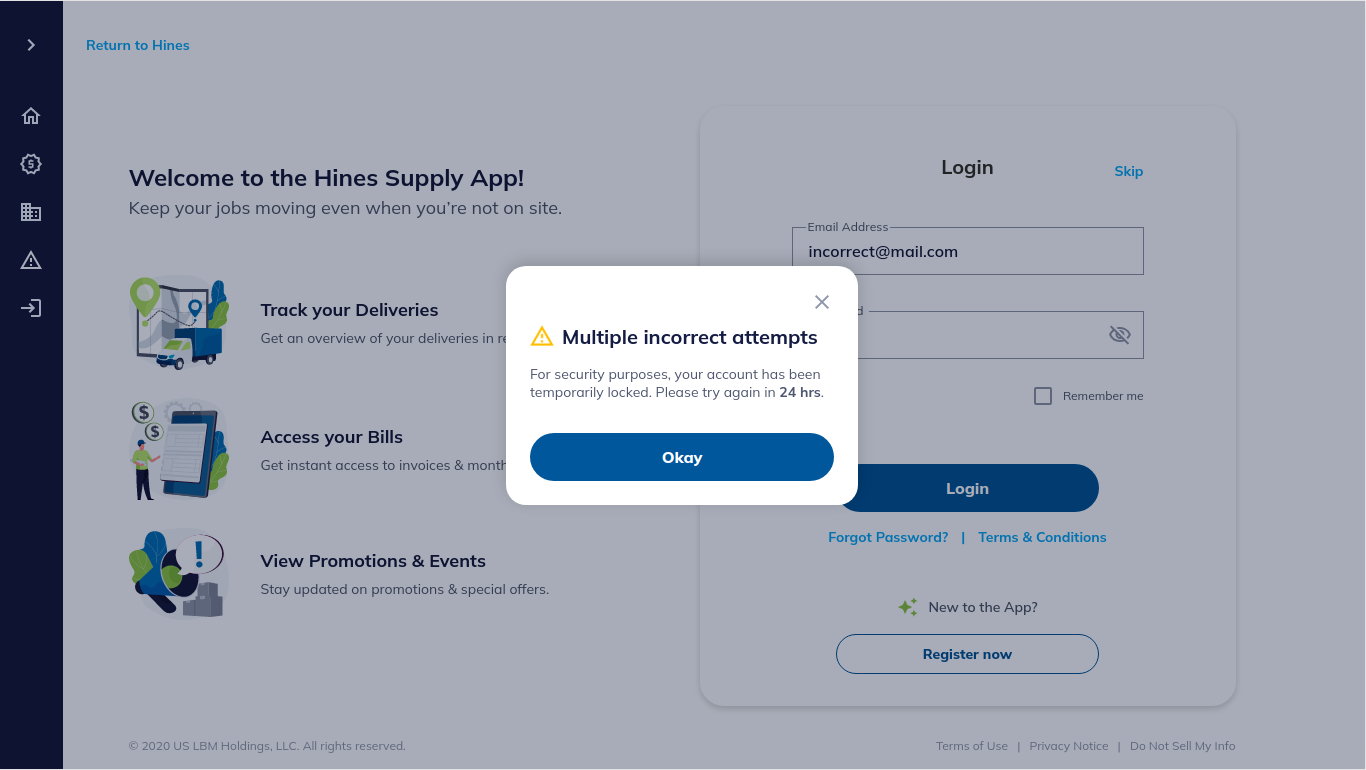 Return to Hines
Welcome to the Hines Supply App!
Keep your jobs moving even when you’re not on site.
Track your Deliveries
Get an overview of your deliveries in
Access your Bills
Get instant access to invoices &
View Promotions & Events
Stay updated on promotions & special offers.
Login
Skip
Email Address
incorrect@mail.com
Multiple incorrect attempts
For security purposes, your account has been
temporarily locked. Please try again in 24 hrs.
Okay
Remember me
Login
Forgot Password? | Terms & Conditions
New to the App?
Register now
© 2020 US LBM Holdings, LLC. All rights reserved.
Terms of Use | Privacy Notice | Do Not Sell My Info